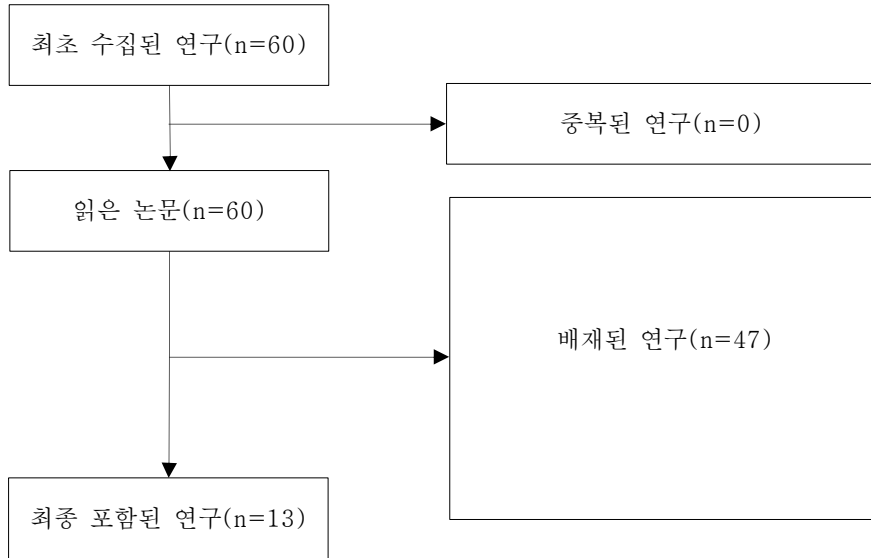 최초 수집된 연구(n=60)
중복된 연구(n=0)
읽은 논문(n=60)
배재된 연구(n=47)
최종 포함된 연구(n=13)